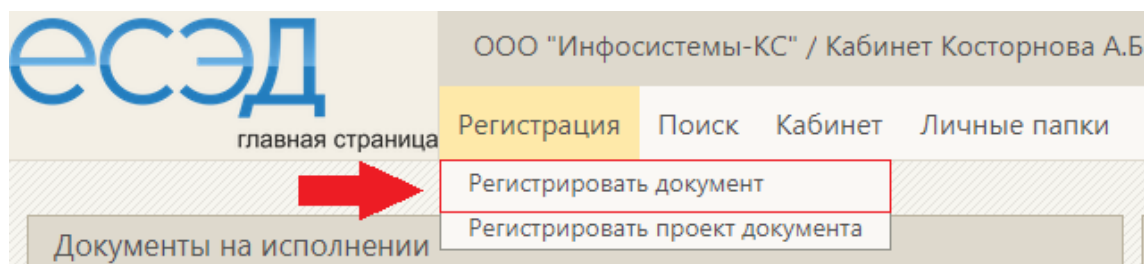 есэд
главная страница
ООО "Инфосистемы-КС" / Кабинет Косторнова А.Б
Регистрация Поиск Кабинет Личные папки
Регистрировать документ
Регистрировать проект документа
Документы на исполнении